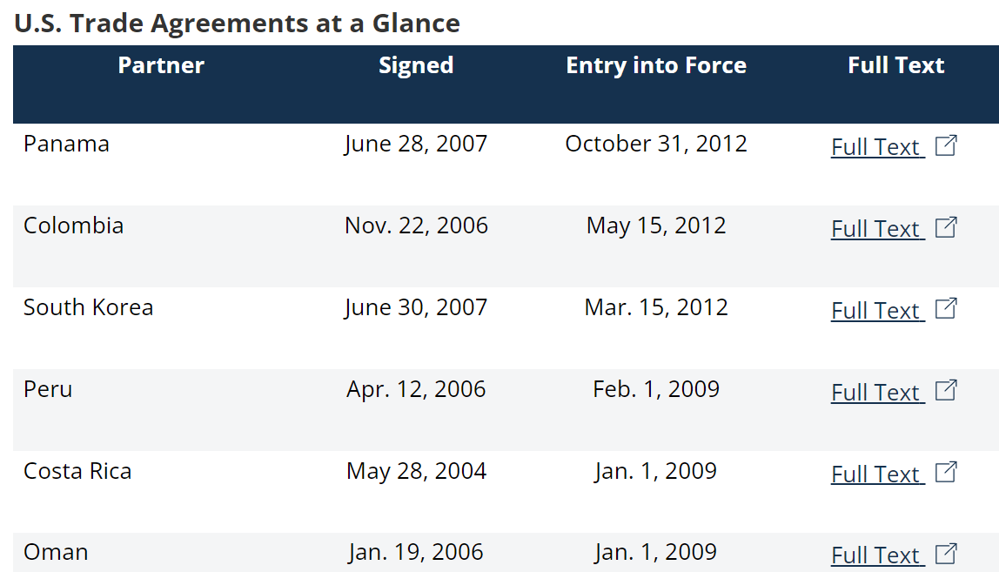 U.S. Trade Agreements at a Glance
Partner Signed Entry into Force Full Text
Panama June 28, 2007 October 31, 2012 Full Text
Colombia Nov. 22, 2006 May 15, 2012 Full Text
South Korea June 30, 2007 Mar. 15, 2012 Full Text
Peru Apr. 12, 2006 Feb. 1, 2009 Full Text
Costa Rica May 28, 2004 Jan. 1, 2009 Full Text
Oman Jan. 19, 2006 Jan. 1, 2009 Full Text